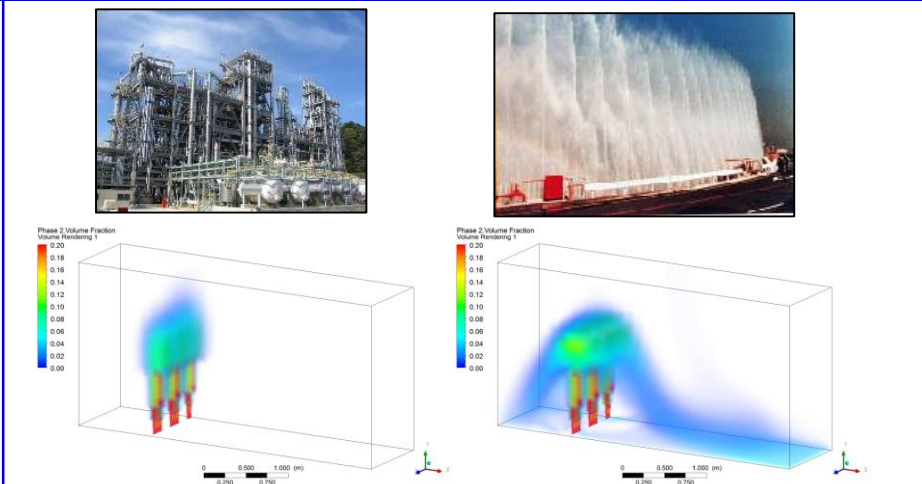 Phase 2.Volume Fraction
Volume Rendering 1
0.20
0.18
0.16
0.14
0.12
0.10
0.08
0.06
0.04
0.02
0.00
0 0.500 1.000 (m)
0.250 0.750
Y
X
Phase 2.Volume Fraction
Volume Rendering 1
0.20
0.18
0.16
0.14
0.12
0.10
0.08
0.06
0.04
0.02
0.00
0 0.500 1.000 (m)
0.250 0.750
Y
X